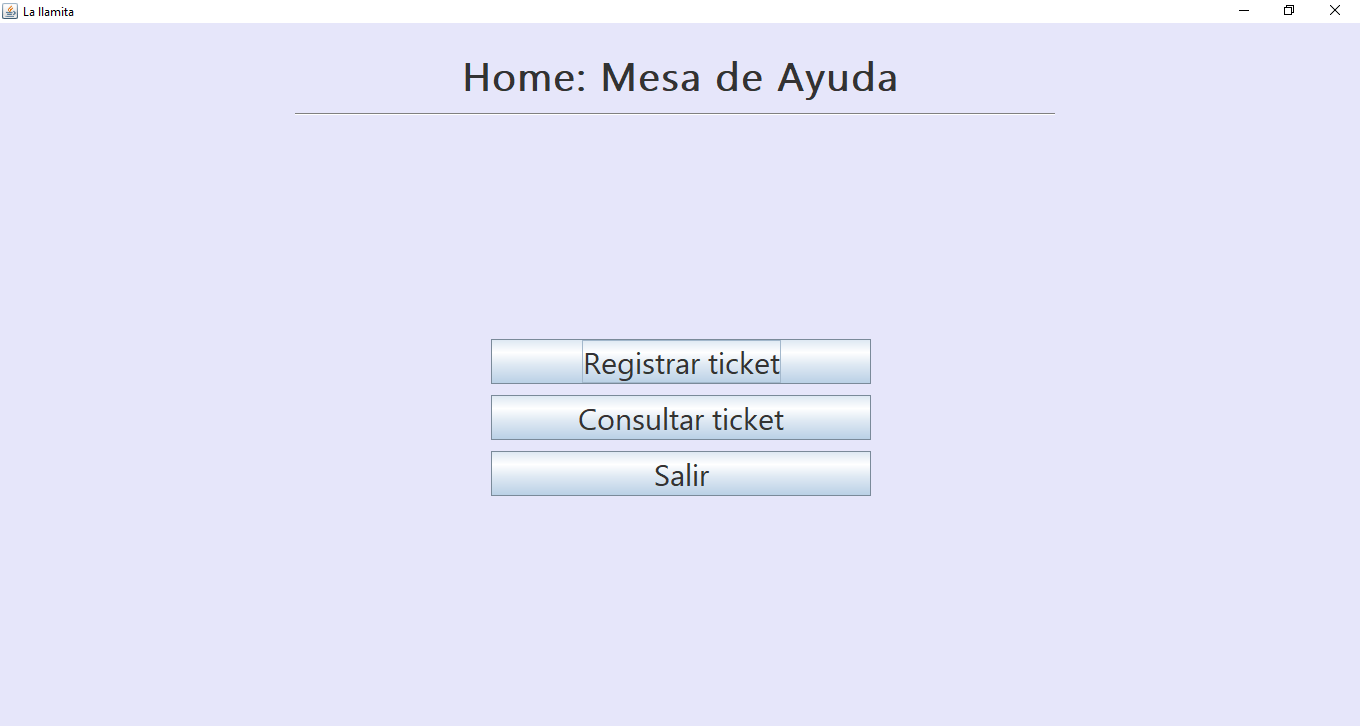 La llamita
Home: Mesa de Ayuda
Registrar ticket
Consultar ticket
Salir